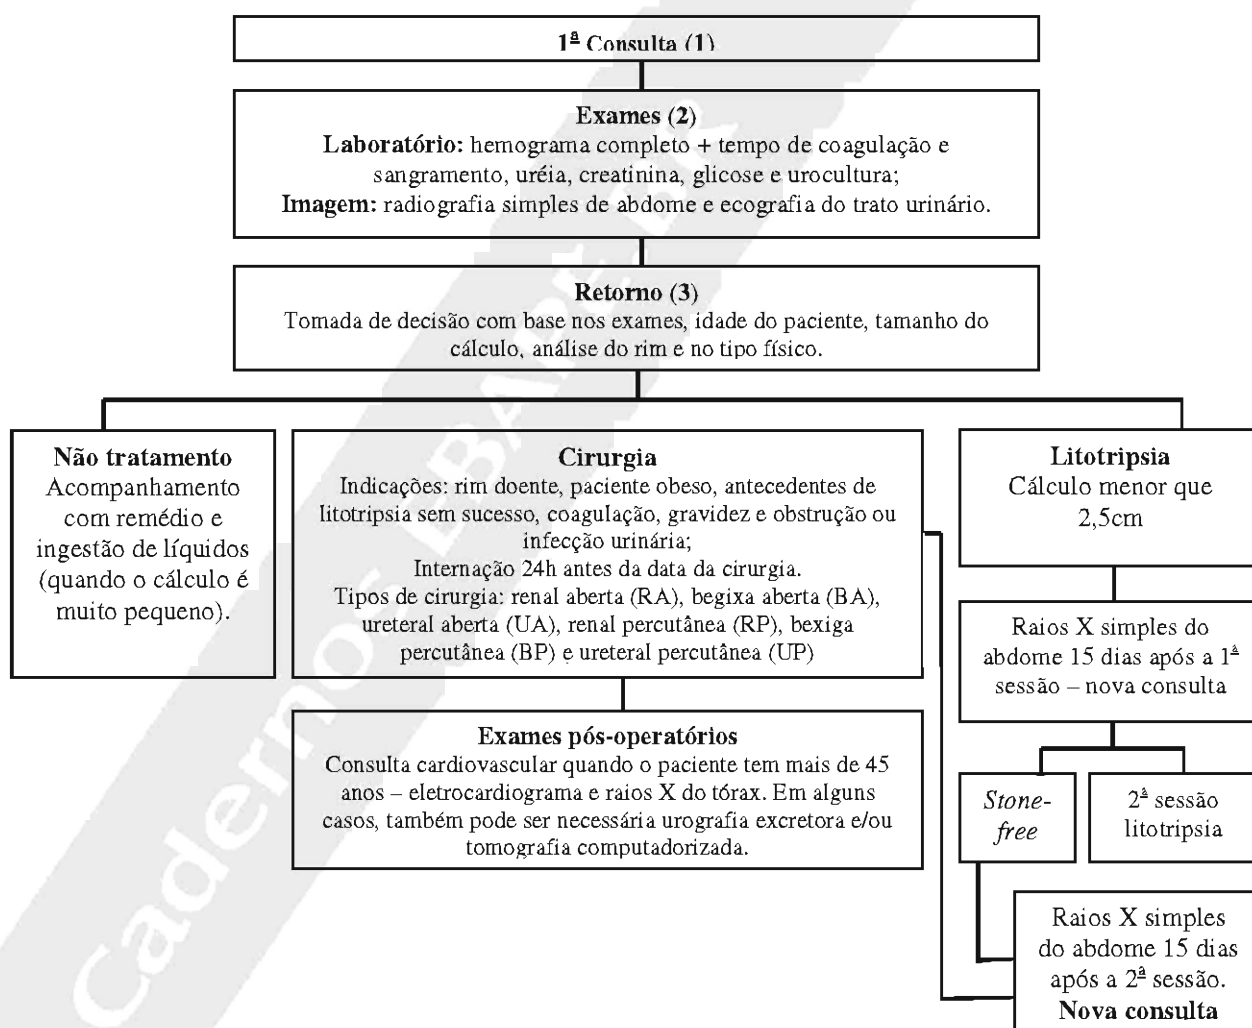 1ª Consulta (1)
Exames (2)
Laboratório: hemograma completo + tempo de coagulação e
sangramento, uréia, creatinina, glicose e urocultura;
Imagem: radiografia simples de abdome e ecografia do trato urinário.
Retorno (3)
Tomada de decisão com base nos exames, idade do paciente, tamanho do
cálculo, análise do rim e no tipo físico.
Não tratamento
Acompanhamento
com remédio e
ingestão de líquidos
(quando o cálculo é
muito pequeno).
Cirurgia
Indicações: rim doente, paciente obeso, antecedentes de
litotripsia sem sucesso, coagulação, gravidez e obstrução ou
infecção urinária;
Internação 24h antes da data da cirurgia.
Tipos de cirurgia: renal aberta (RA), begixa aberta (BA),
ureteral aberta (UA), renal percutânea (RP), bexiga
percutânea (BP) e ureteral percutânea (UP)
Exames pós-operatórios
Consulta cardiovascular quando o paciente tem mais de 45
anos – eletrocardiograma e raios X do tórax. Em alguns
casos, também pode ser necessária urografia excretora e/ou
tomografia computadorizada.
Litotripsia
Cálculo menor que
2,5cm
Raios X simples do
abdome 15 dias após a 1ª
sessão – nova consulta
Stone-
free
2ª sessão
litotripsia
Raios X simples
do abdome 15 dias
após a 2ª sessão.
Nova consulta
Cadernos EBAPE.BR